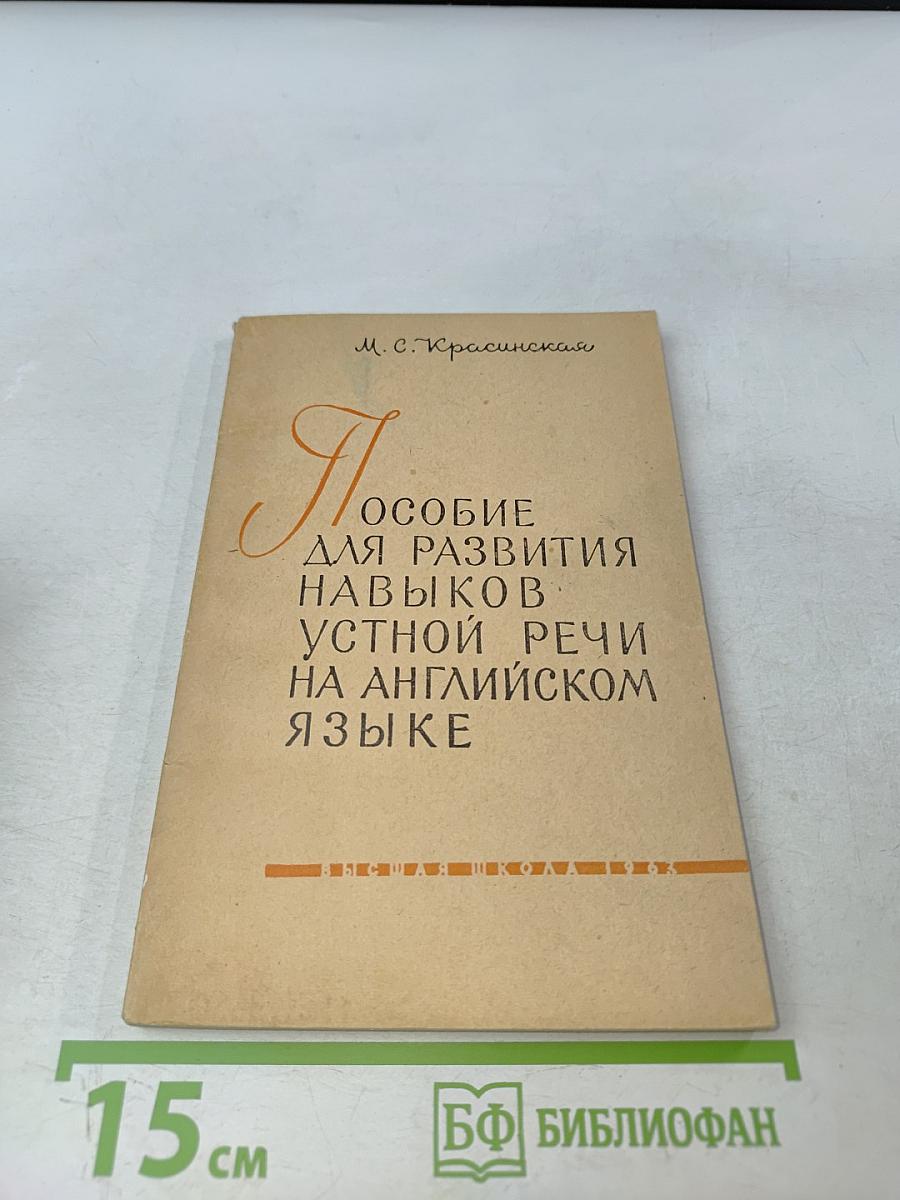 М. С. Красинская
Пособие
для развития
навыков
устной речи
на английском
языке
ВЫСШАЯ ШКОЛА 1963
15 см
БФ БИБЛИОФАН